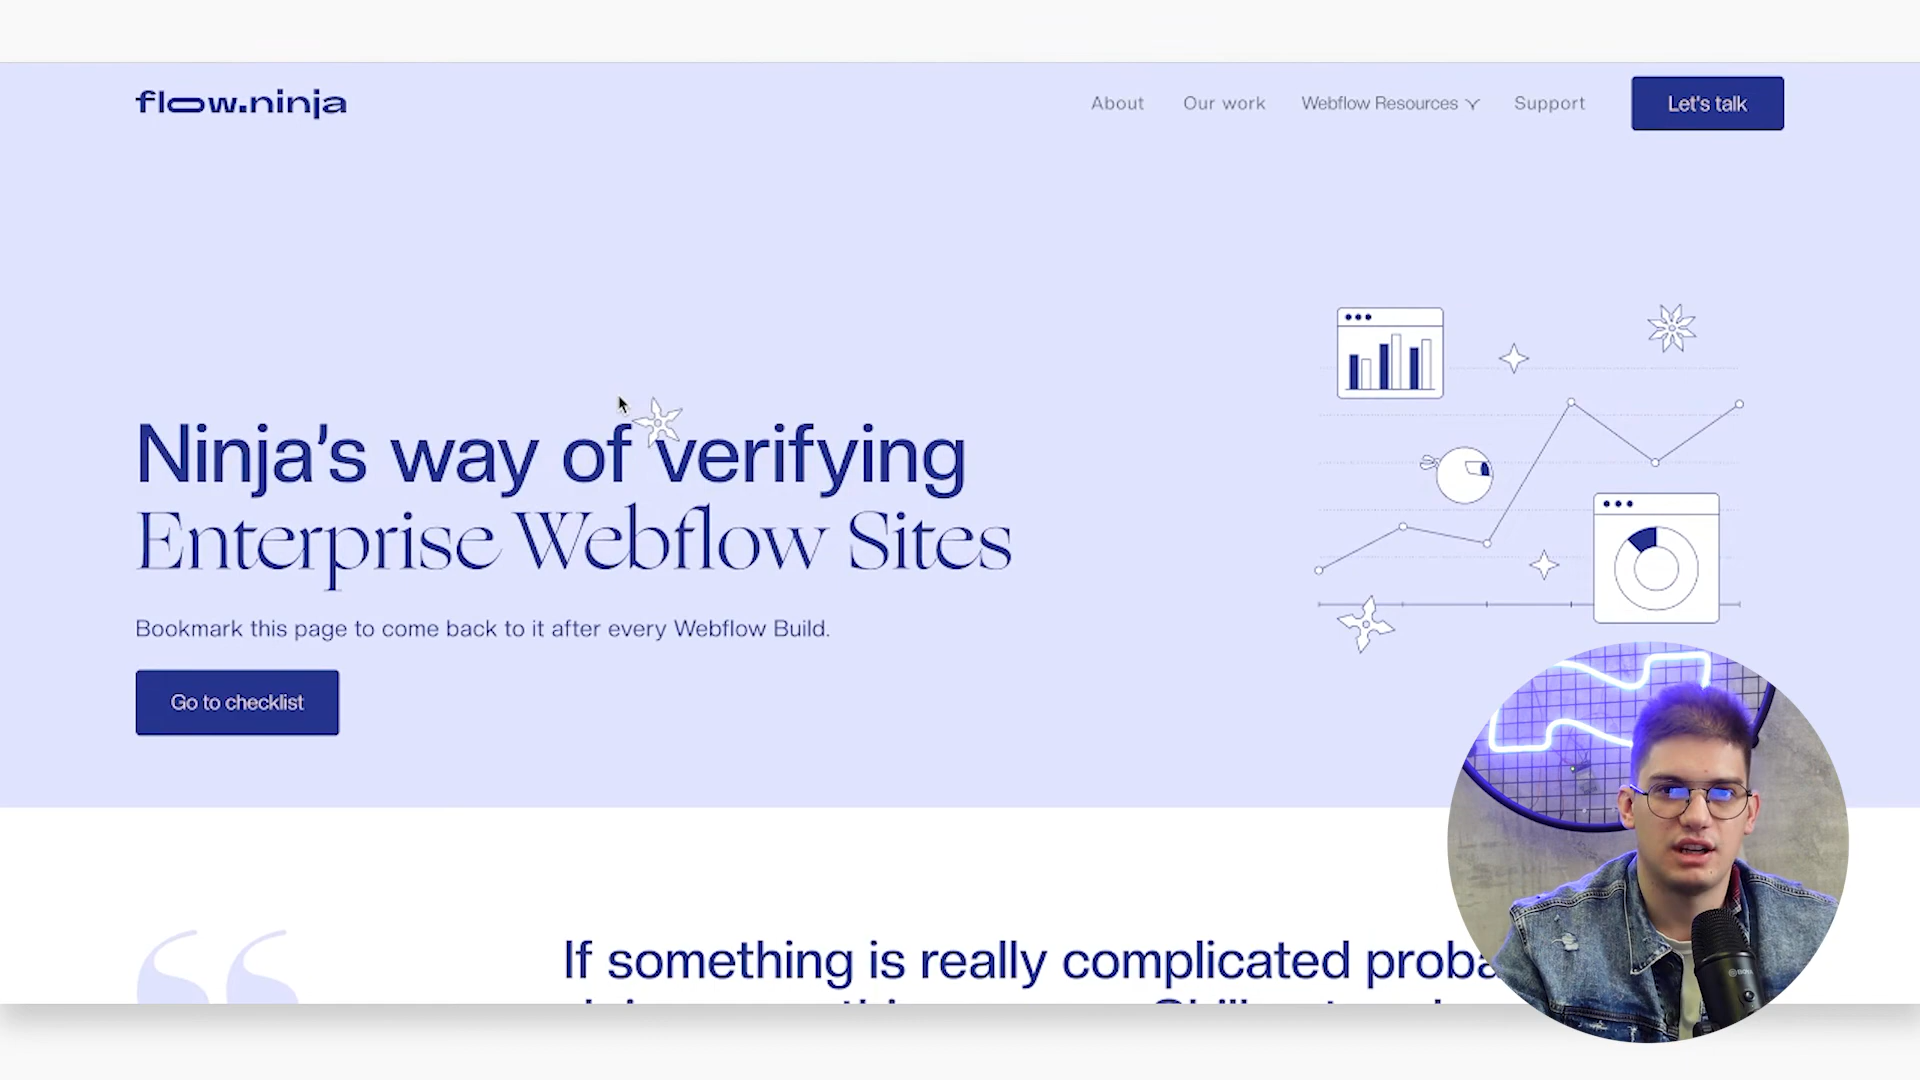 flow.ninja
About
Our work
Webflow Resources
Support
Let's talk
Ninja's way of verifying
Enterprise Webflow Sites
Bookmark this page to come back to it after every Webflow Build.
Go to checklist
“
If something is really complicated